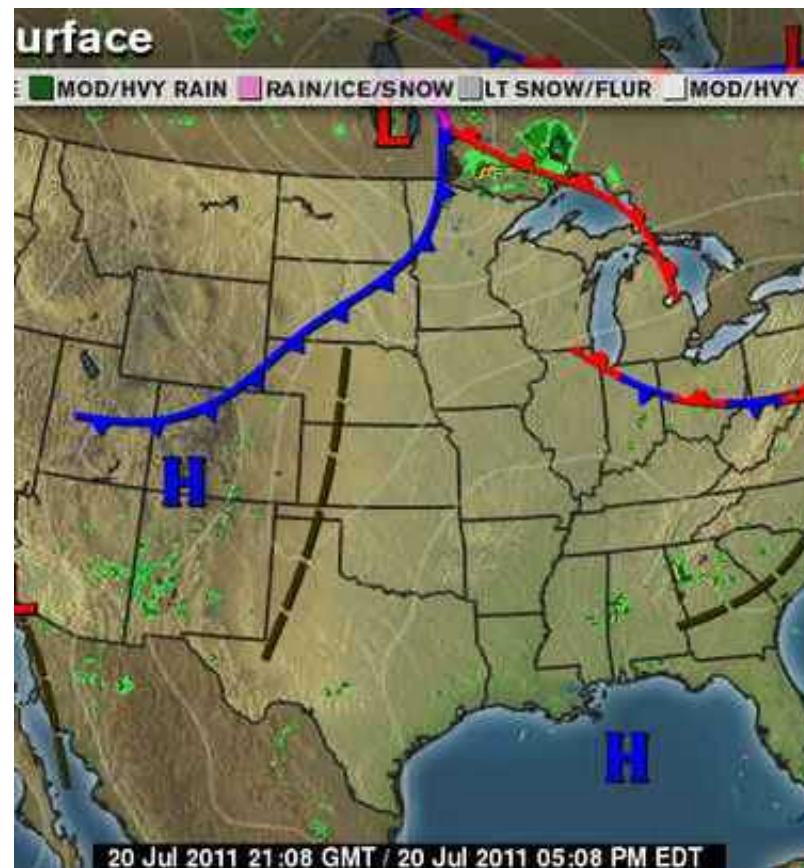 urface
E MOD/HVY RAIN RAIN/ICE/SNOW LT SNOW/FLUR MOD/HVY
L
L
H
L
H
20 Jul 2011 21:08 GMT / 20 Jul 2011 05:08 PM EDT